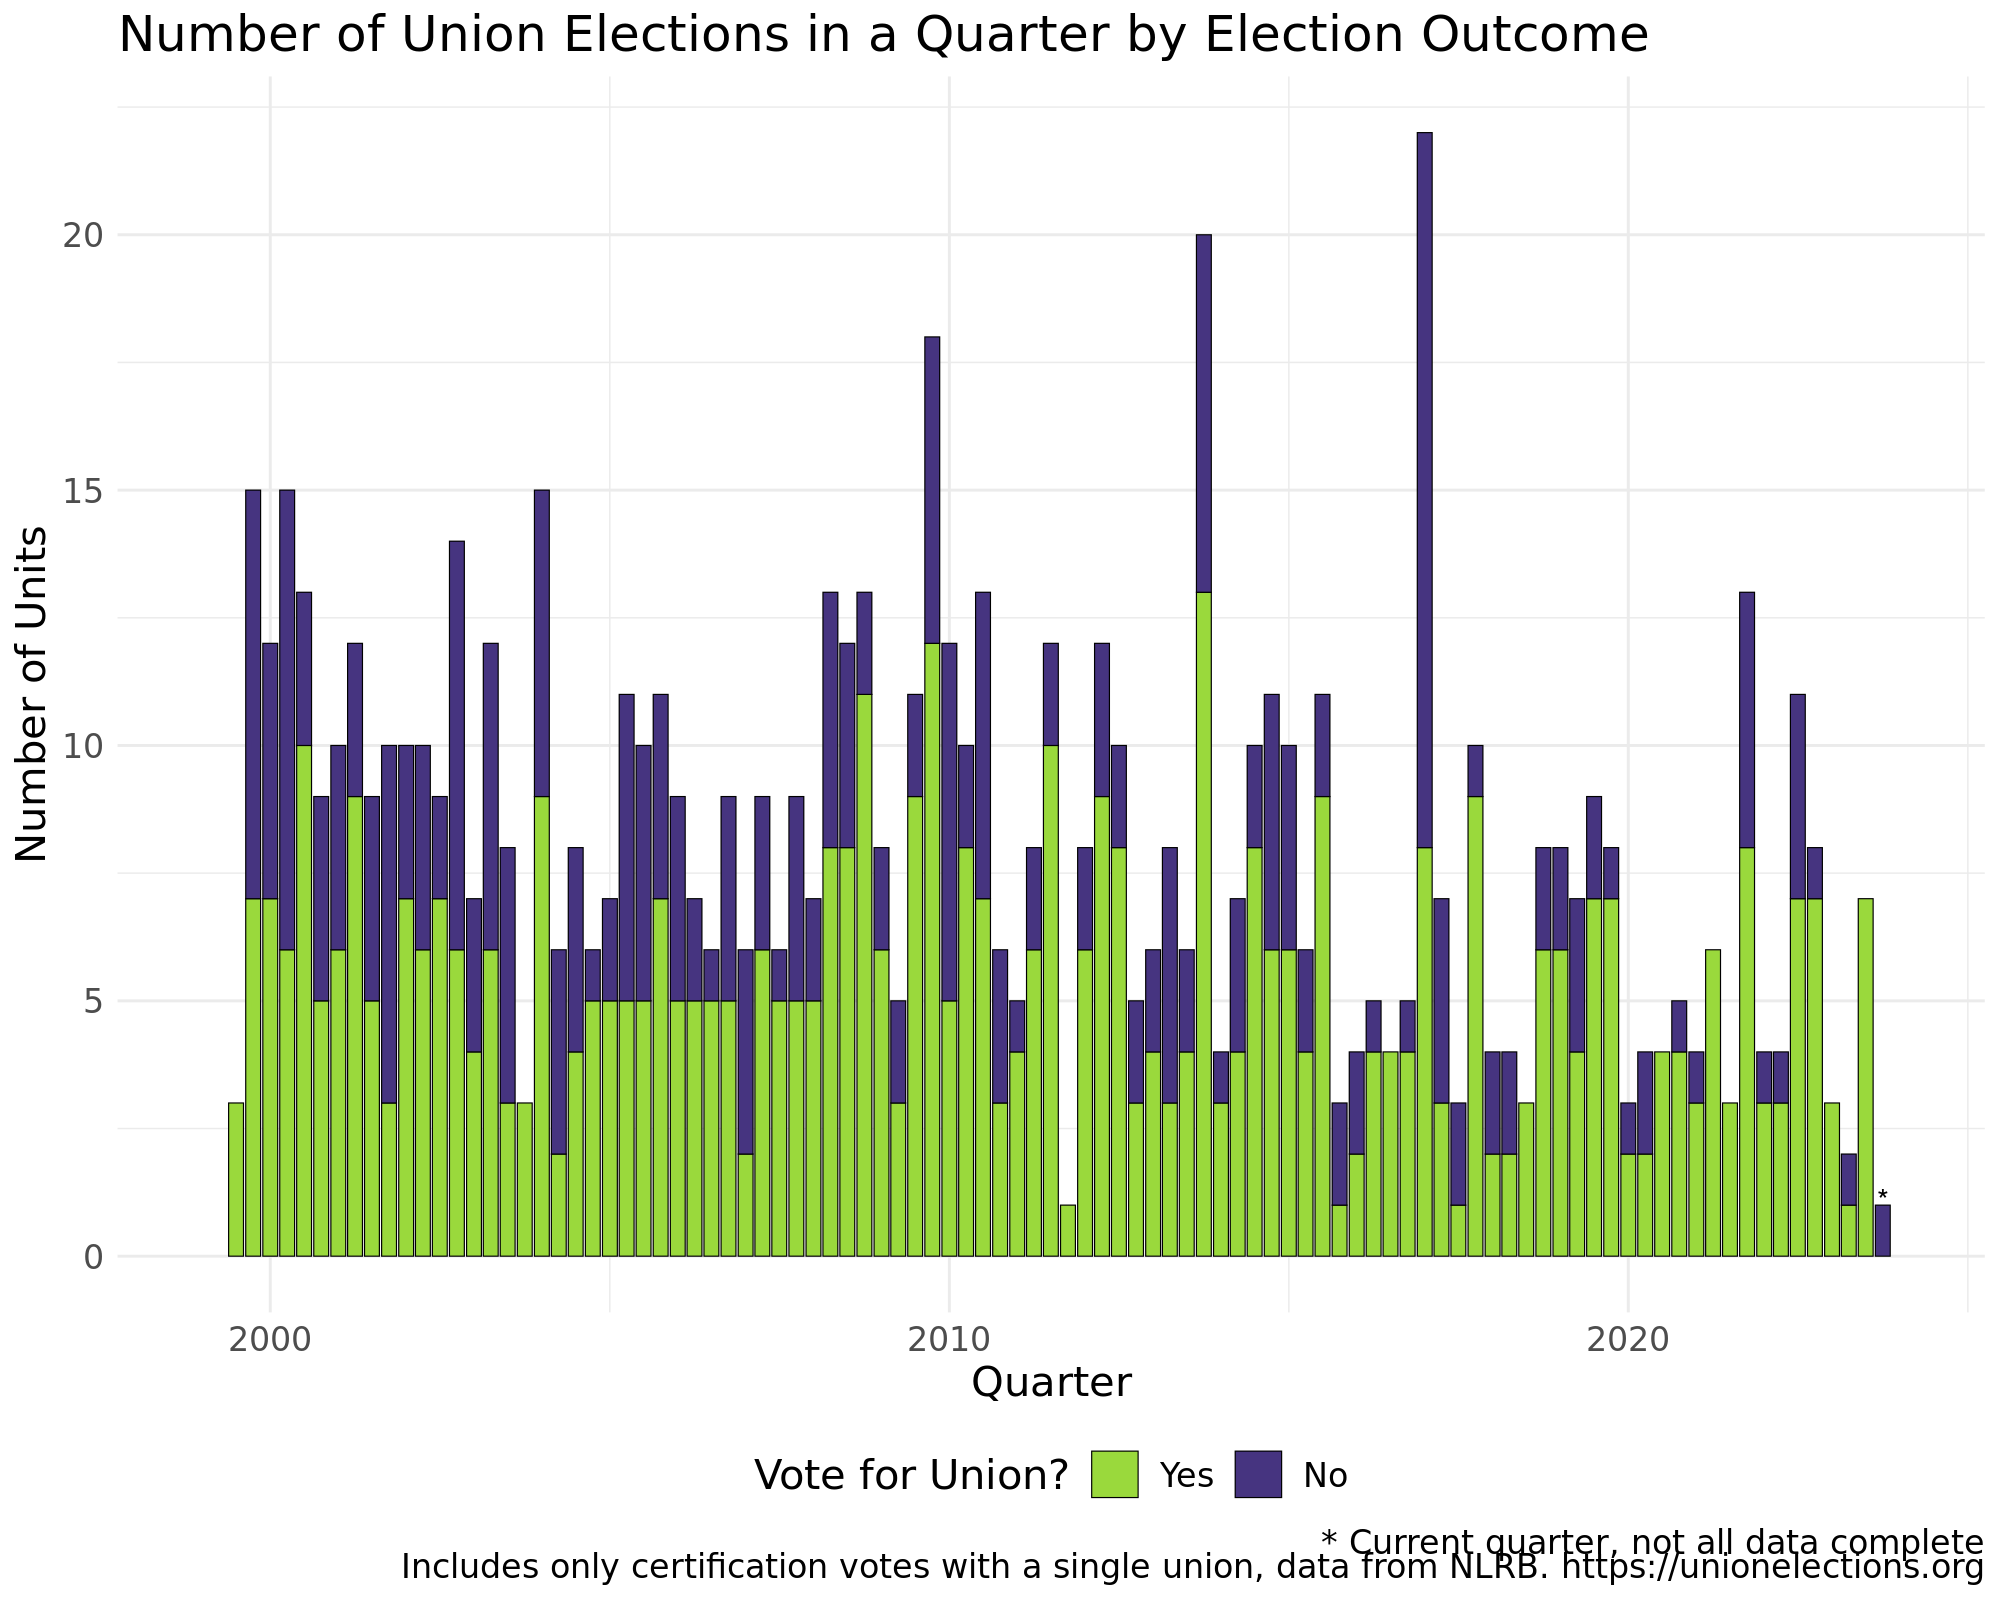 Number of Union Elections in a Quarter by Election Outcome
Number of Units
20
15
10
5
0
*
2000 2010 2020
Quarter
Vote for Union? Yes No
* Current quarter, not all data complete
Includes only certification votes with a single union, data from NLRB. https://unionelections.org